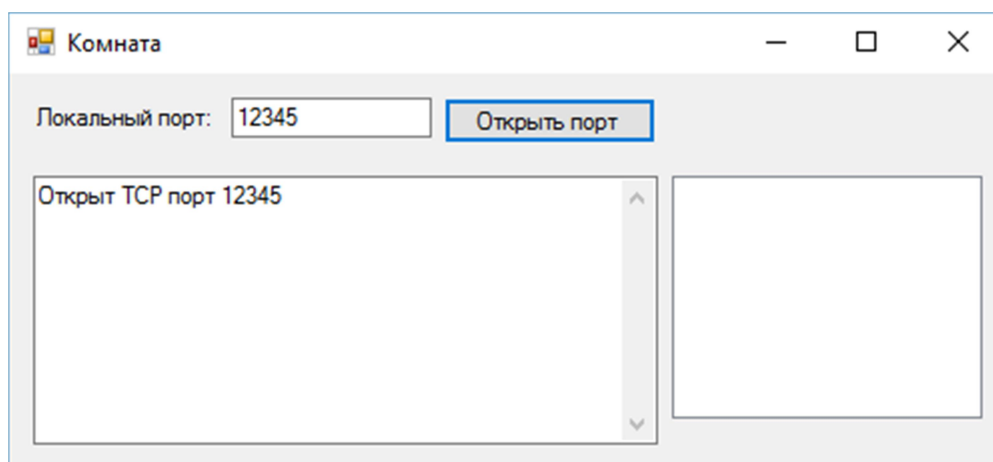 Комната
Локальный порт: 12345 Открыть порт
Открыт TCP порт 12345